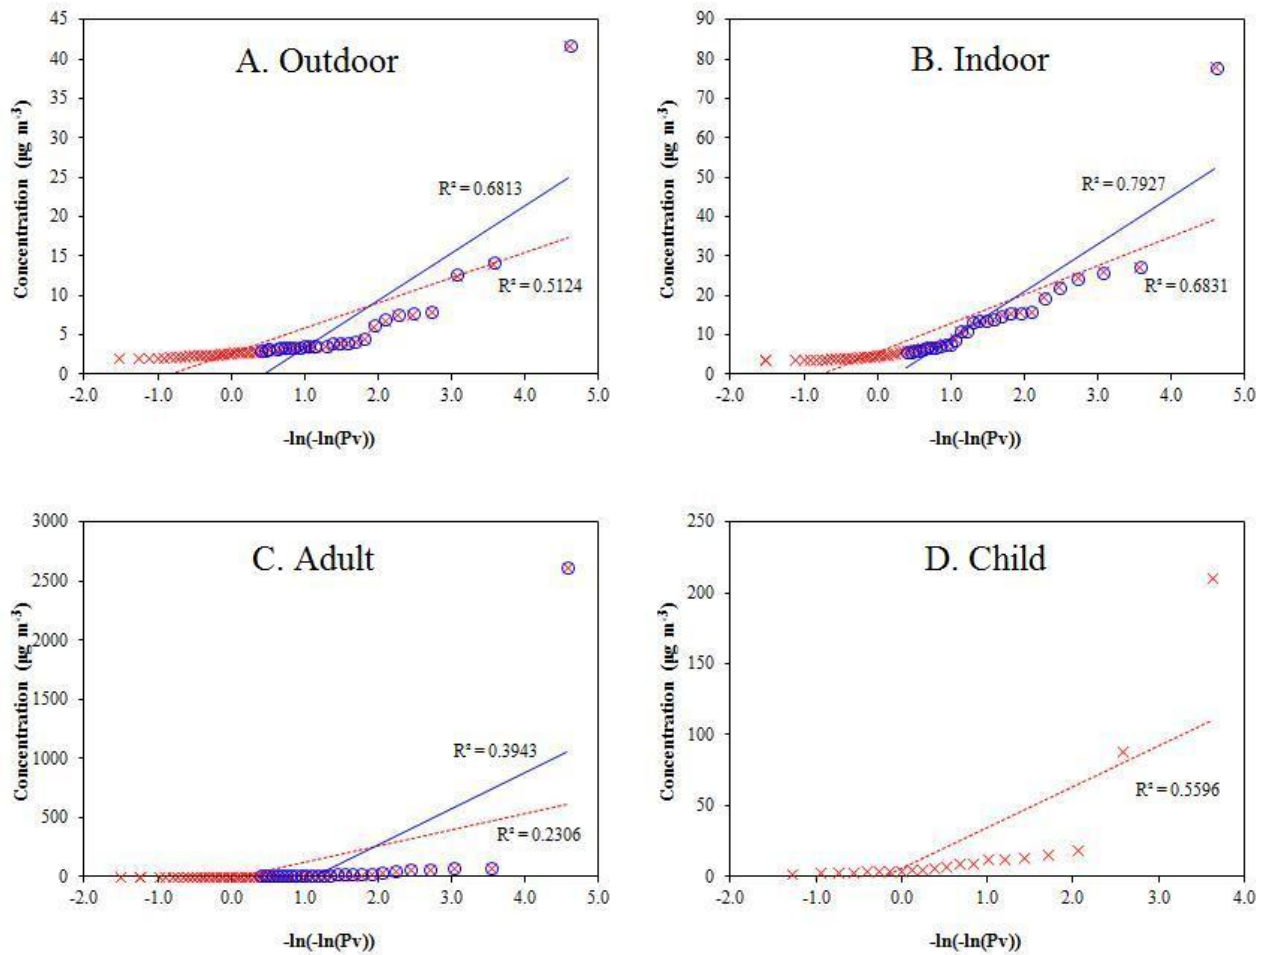 A. Outdoor
45
40
35
30
25
20
15
10
5
0
Concentration (µg m-3)
R² = 0.6813
R² = 0.5124
-2.0 -1.0 0.0 1.0 2.0 3.0 4.0 5.0
-ln(-ln(Pv))
B. Indoor
90
80
70
60
50
40
30
20
10
0
Concentration (µg m-3)
R² = 0.7927
R² = 0.6831
-2.0 -1.0 0.0 1.0 2.0 3.0 4.0 5.0
-ln(-ln(Pv))
C. Adult
3000
2500
2000
1500
1000
500
0
Concentration (µg m-3)
R² = 0.3943
R² = 0.2306
-2.0 -1.0 0.0 1.0 2.0 3.0 4.0 5.0
-ln(-ln(Pv))
D. Child
250
200
150
100
50
0
Concentration (µg m-3)
R² = 0.5596
-2.0 -1.0 0.0 1.0 2.0 3.0 4.0
-ln(-ln(Pv))